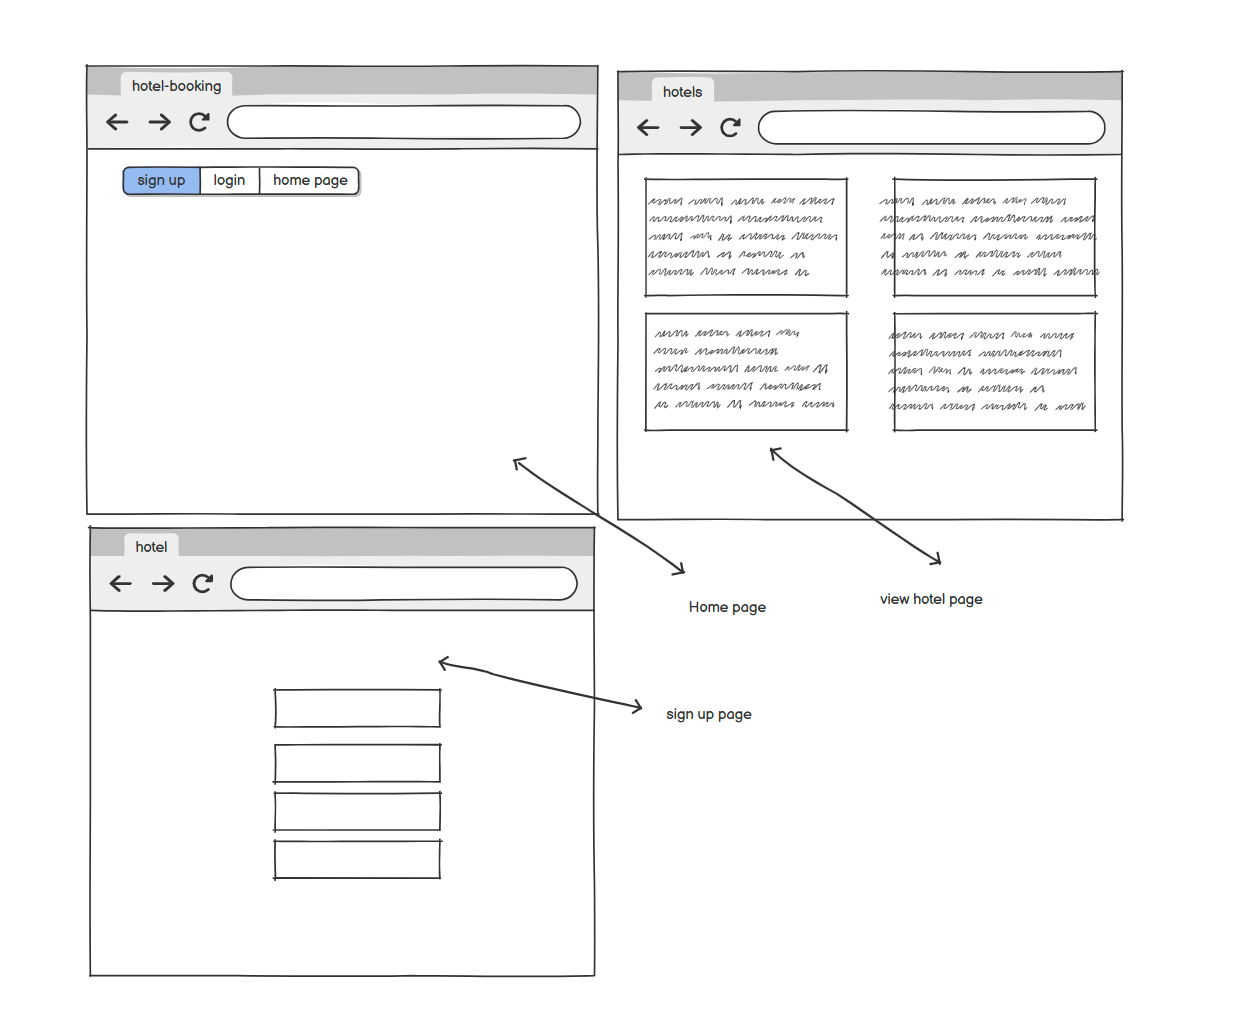 hotel-booking
sign up
login
home page
hotels
Home page
view hotel page
hotel
sign up page